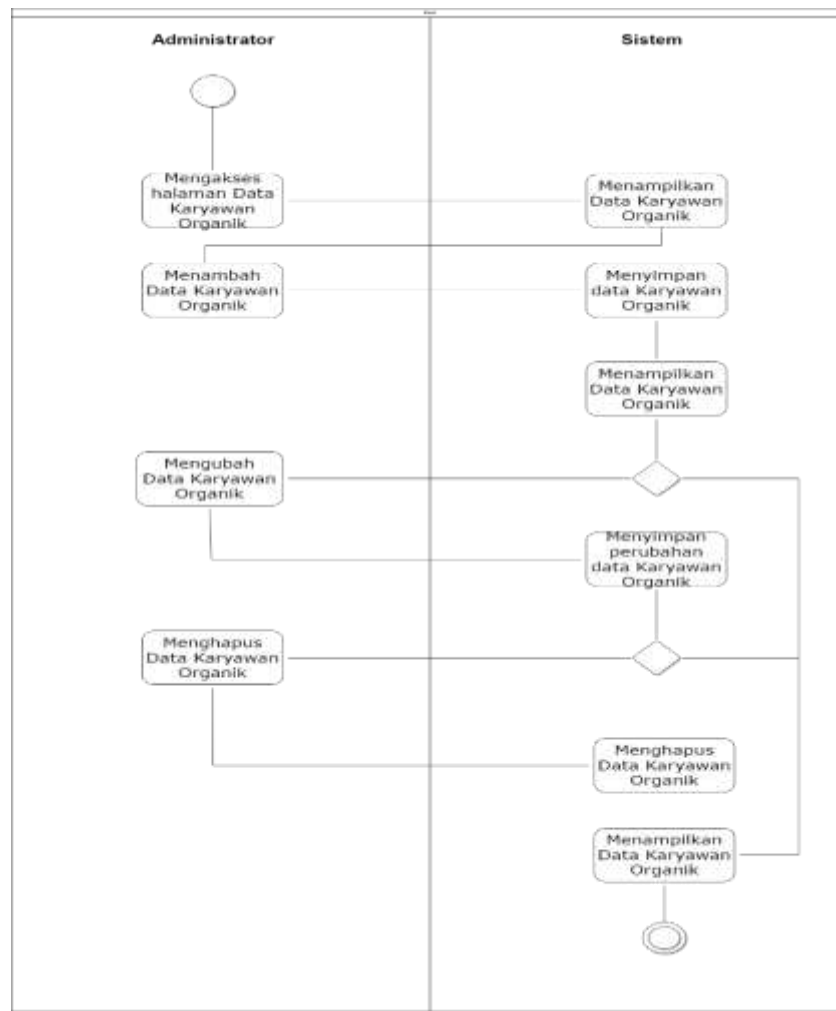 Administrator
Sistem
Mengakses
halaman Data
Karyawan
Organik
Menampilkan
Data Karyawan
Organik
Menambah
Data Karyawan
Organik
Menyimpan
data Karyawan
Organik
Menampilkan
Data Karyawan
Organik
Mengubah
Data Karyawan
Organik
Menyimpan
perubahan
data Karyawan
Organik
Menghapus
Data Karyawan
Organik
Menghapus
Data Karyawan
Organik
Menampilkan
Data Karyawan
Organik